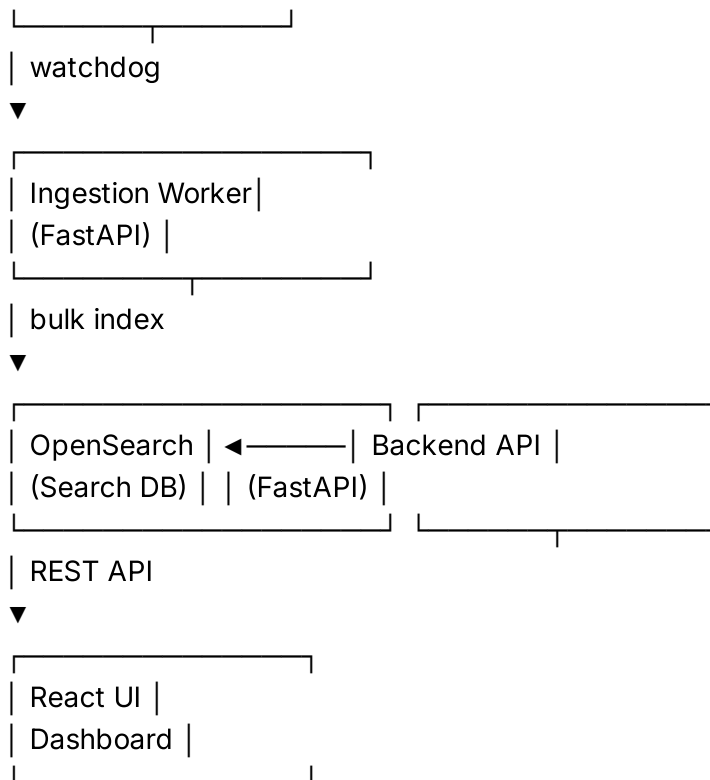 └──────────────┬──────────────┘
│ watchdog
▼
┌───────────────────┐
│ Ingestion Worker│
│ (FastAPI) │
└─────────┬─────────┘
│ bulk index
▼
┌────────────────────┐ ┌────────────────
│ OpenSearch │ ◄──────│ Backend API │
│ (Search DB) │ │ (FastAPI) │
└────────────────────┘ └───────┬────────
│ REST API
▼
┌────────────────┐
│ React UI │
│ Dashboard │
└────────────────┘